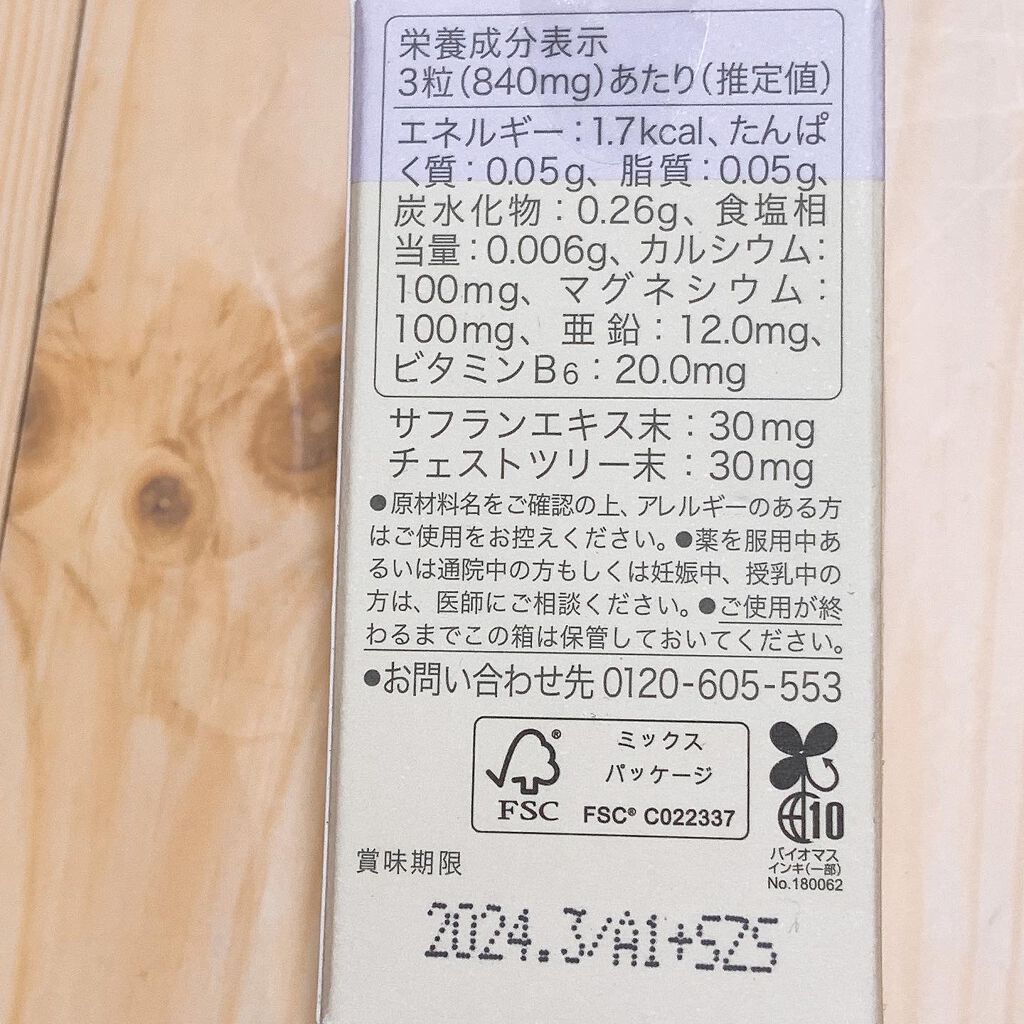 栄養成分表示
3粒(840mg)あたり(推定値)
エネルギー:1.7kcal、たんぱ
く質:0.05g、脂質:0.05g、
炭水化物:0.26g、食塩相
当量:0.006g、カルシウム:
100mg、マグネシウム:
100mg、亜鉛:12.0mg、
ビタミンB6:20.0mg
サフランエキス末:30mg
チェストツリー末:30mg
●原材料名をご確認の上、アレルギーのある方
はご使用をお控えください。●薬を服用中あ
るいは通院中の方もしくは妊娠中、授乳中の
方は、医師にご相談ください。●ご使用が終
わるまでこの箱は保管しておいてください。
●お問い合わせ先 0120-605-553
ミックス
パッケージ
FSC® C022337
®
FSC
10
バイオマス
インキ(一部)
No.180062
賞味期限
2024.3/A1+S25